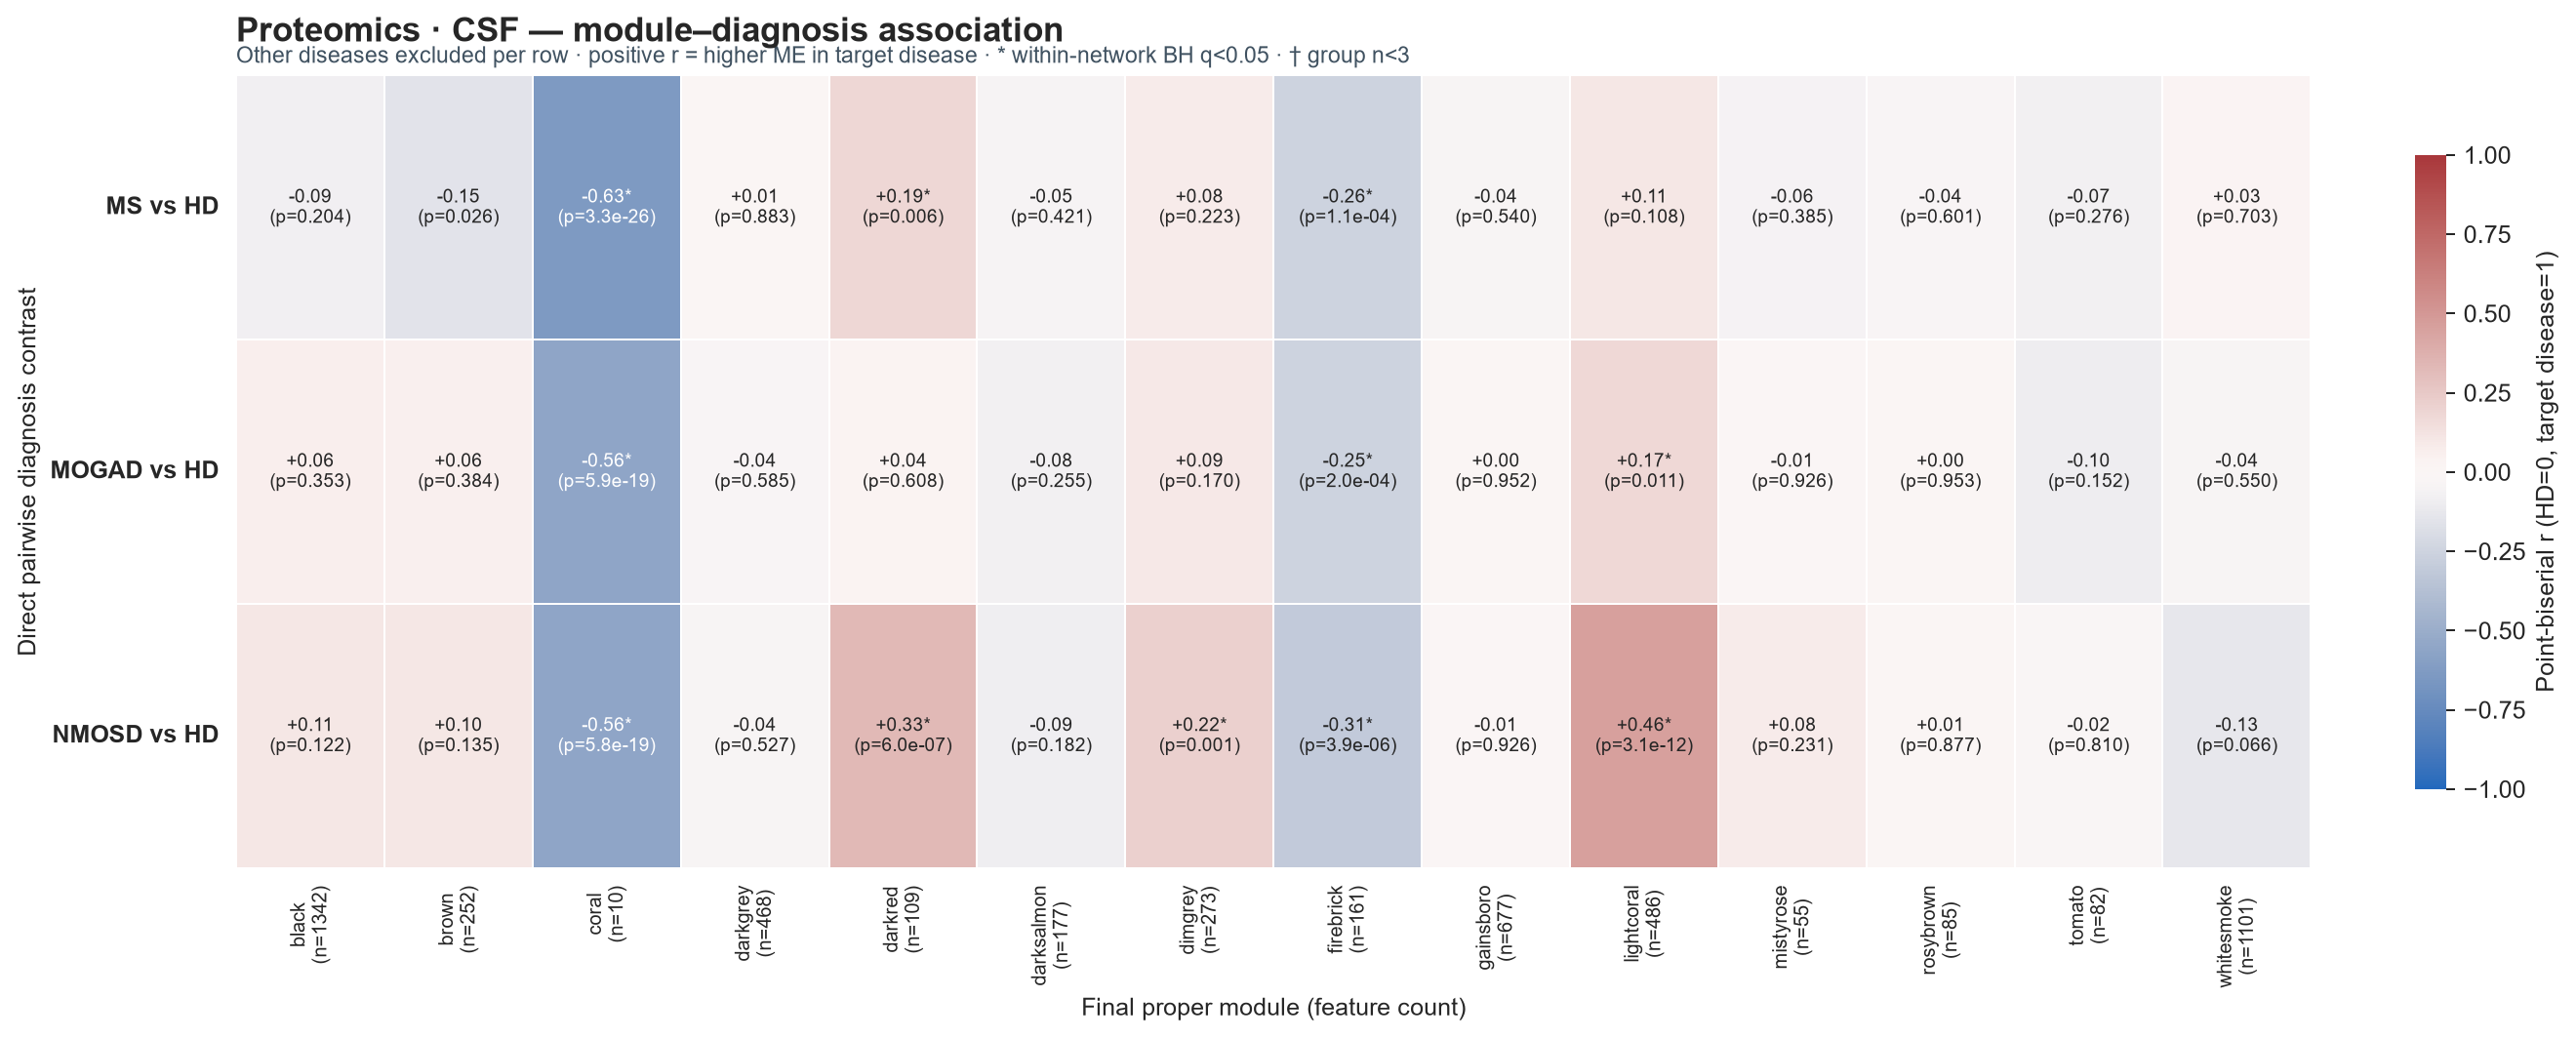 Proteomics · CSF — module–diagnosis association
Other diseases excluded per row · positive r = higher ME in target disease · * within-network BH q<0.05 · † group n<3
Direct pairwise diagnosis contrast
MS vs HD
-0.09
(p=0.204)
-0.15
(p=0.026)
-0.63*
(p=3.3e-26)
+0.01
(p=0.883)
+0.19*
(p=0.006)
-0.05
(p=0.421)
+0.08
(p=0.223)
-0.26*
(p=1.1e-04)
-0.04
(p=0.540)
+0.11
(p=0.108)
-0.06
(p=0.385)
-0.04
(p=0.601)
-0.07
(p=0.276)
+0.03
(p=0.703)
MOGAD vs HD
+0.06
(p=0.353)
+0.06
(p=0.384)
-0.56*
(p=5.9e-19)
-0.04
(p=0.585)
+0.04
(p=0.608)
-0.08
(p=0.255)
+0.09
(p=0.170)
-0.25*
(p=2.0e-04)
+0.00
(p=0.952)
+0.17*
(p=0.011)
-0.01
(p=0.926)
+0.00
(p=0.953)
-0.10
(p=0.152)
-0.04
(p=0.550)
NMOSD vs HD
+0.11
(p=0.122)
+0.10
(p=0.135)
-0.56*
(p=5.8e-19)
-0.04
(p=0.527)
+0.33*
(p=6.0e-07)
-0.09
(p=0.182)
+0.22*
(p=0.001)
-0.31*
(p=3.9e-06)
-0.01
(p=0.926)
+0.46*
(p=3.1e-12)
+0.08
(p=0.231)
+0.01
(p=0.877)
-0.02
(p=0.810)
-0.13
(p=0.066)
black
(n=1342)
brown
(n=252)
coral
(n=10)
darkgrey
(n=468)
darkred
(n=109)
darksalmon
(n=177)
dimgrey
(n=273)
firebrick
(n=161)
gainsboro
(n=677)
lightcoral
(n=486)
mistyrose
(n=55)
rosybrown
(n=85)
tomato
(n=82)
whitesmoke
(n=1101)
Final proper module (feature count)
1.00
0.75
0.50
0.25
0.00
−0.25
−0.50
−0.75
−1.00
Point-biserial r (HD=0, target disease=1)